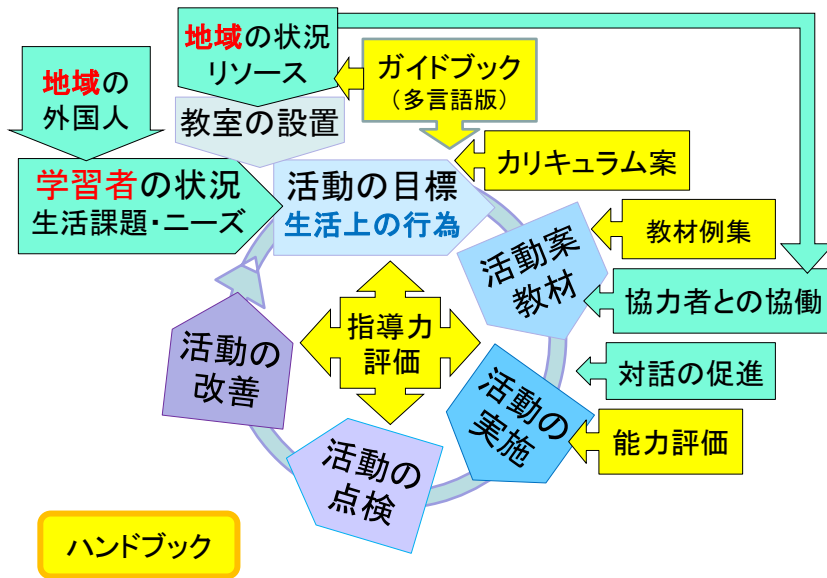 地域の状況
リソース
地域の
外国人
ガイドブック
（多言語版）
教室の設置
カリキュラム案
学習者の状況
生活課題・ニーズ
活動の目標
生活上の行為
教材例集
活動案
教材
協力者との協働
指導力
評価
対話の促進
活動の
実施
能力評価
活動の
点検
活動の
改善
ハンドブック